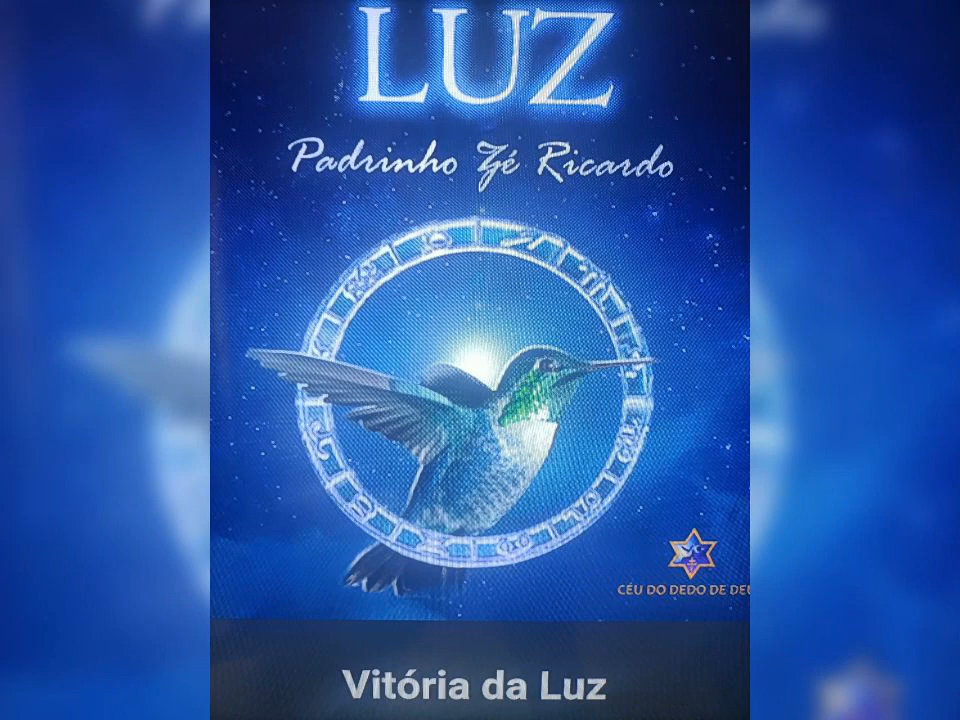 LUZ
Padrinho Zé Ricardo
CÉU DO DEDO DE DEU
Vitória da Luz